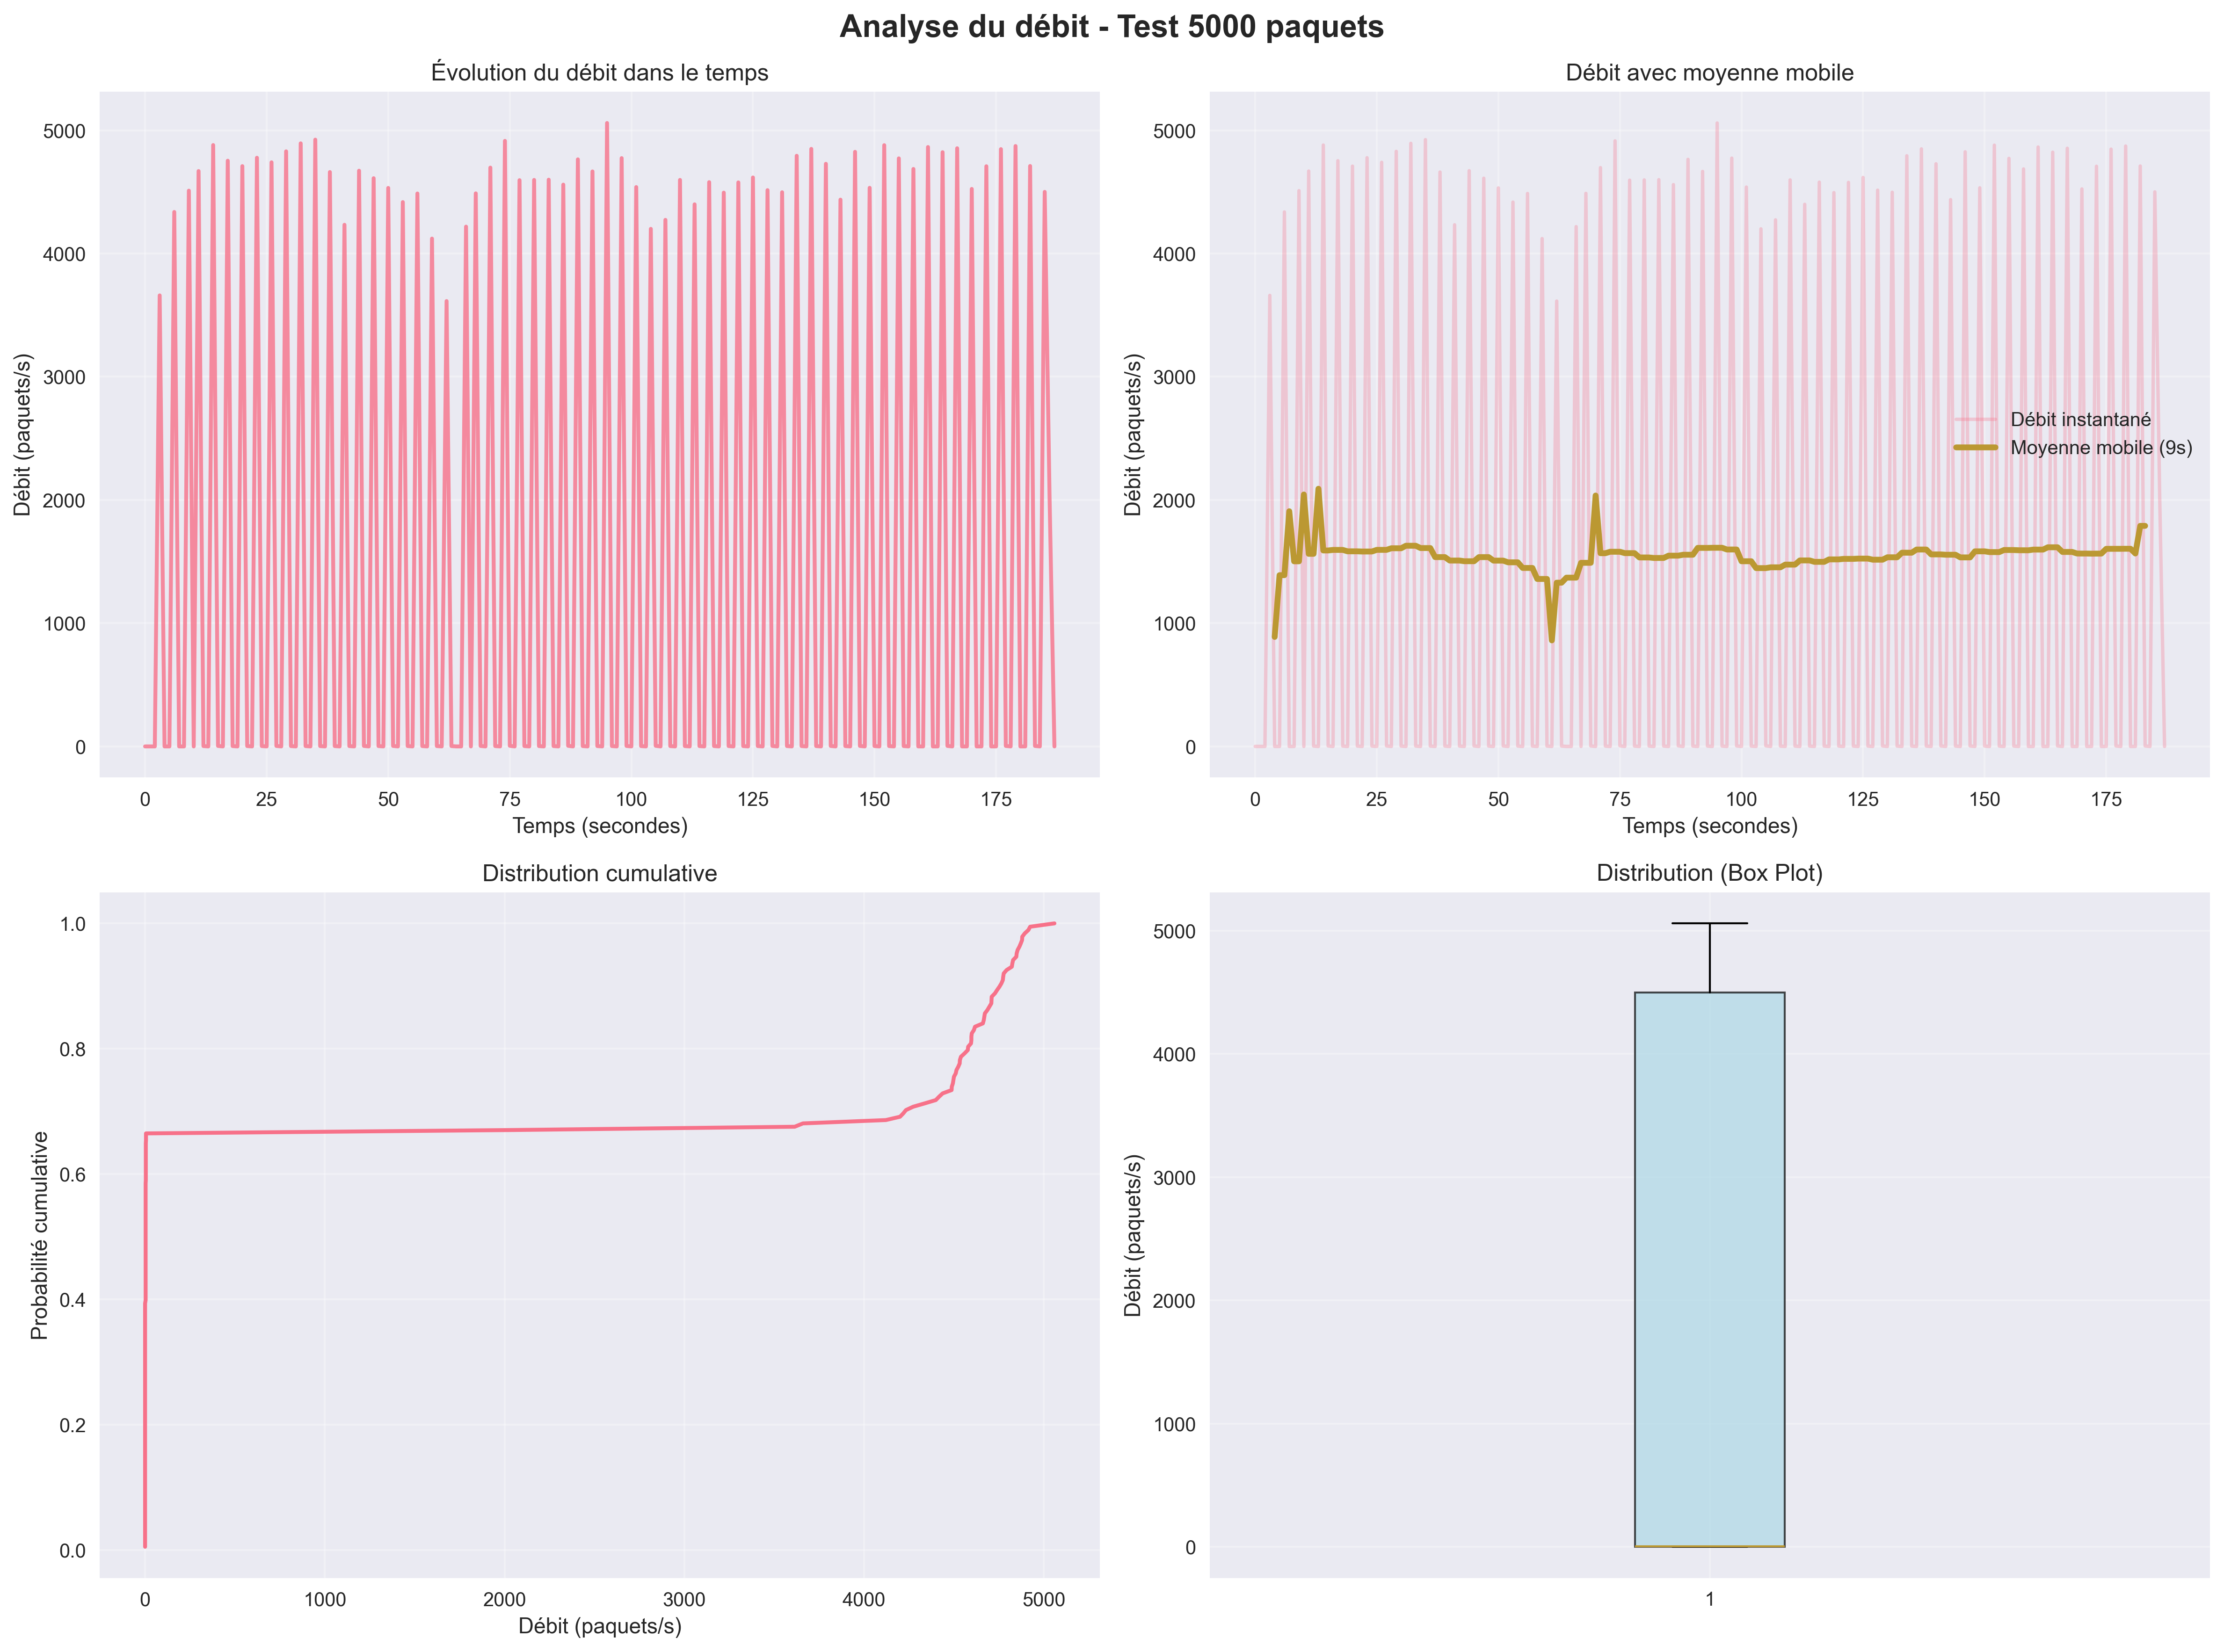 Analyse du débit - Test 5000 paquets
Évolution du débit dans le temps
Débit (paquets/s)
5000
4000
3000
2000
1000
0
0 25 50 75 100 125 150 175
Temps (secondes)
Débit avec moyenne mobile
Débit (paquets/s)
5000
4000
3000
2000
1000
0
Débit instantané
Moyenne mobile (9s)
0 25 50 75 100 125 150 175
Temps (secondes)
Distribution cumulative
Probabilité cumulative
1.0
0.8
0.6
0.4
0.2
0.0
0 1000 2000 3000 4000 5000
Débit (paquets/s)
Distribution (Box Plot)
Débit (paquets/s)
5000
4000
3000
2000
1000
0
1